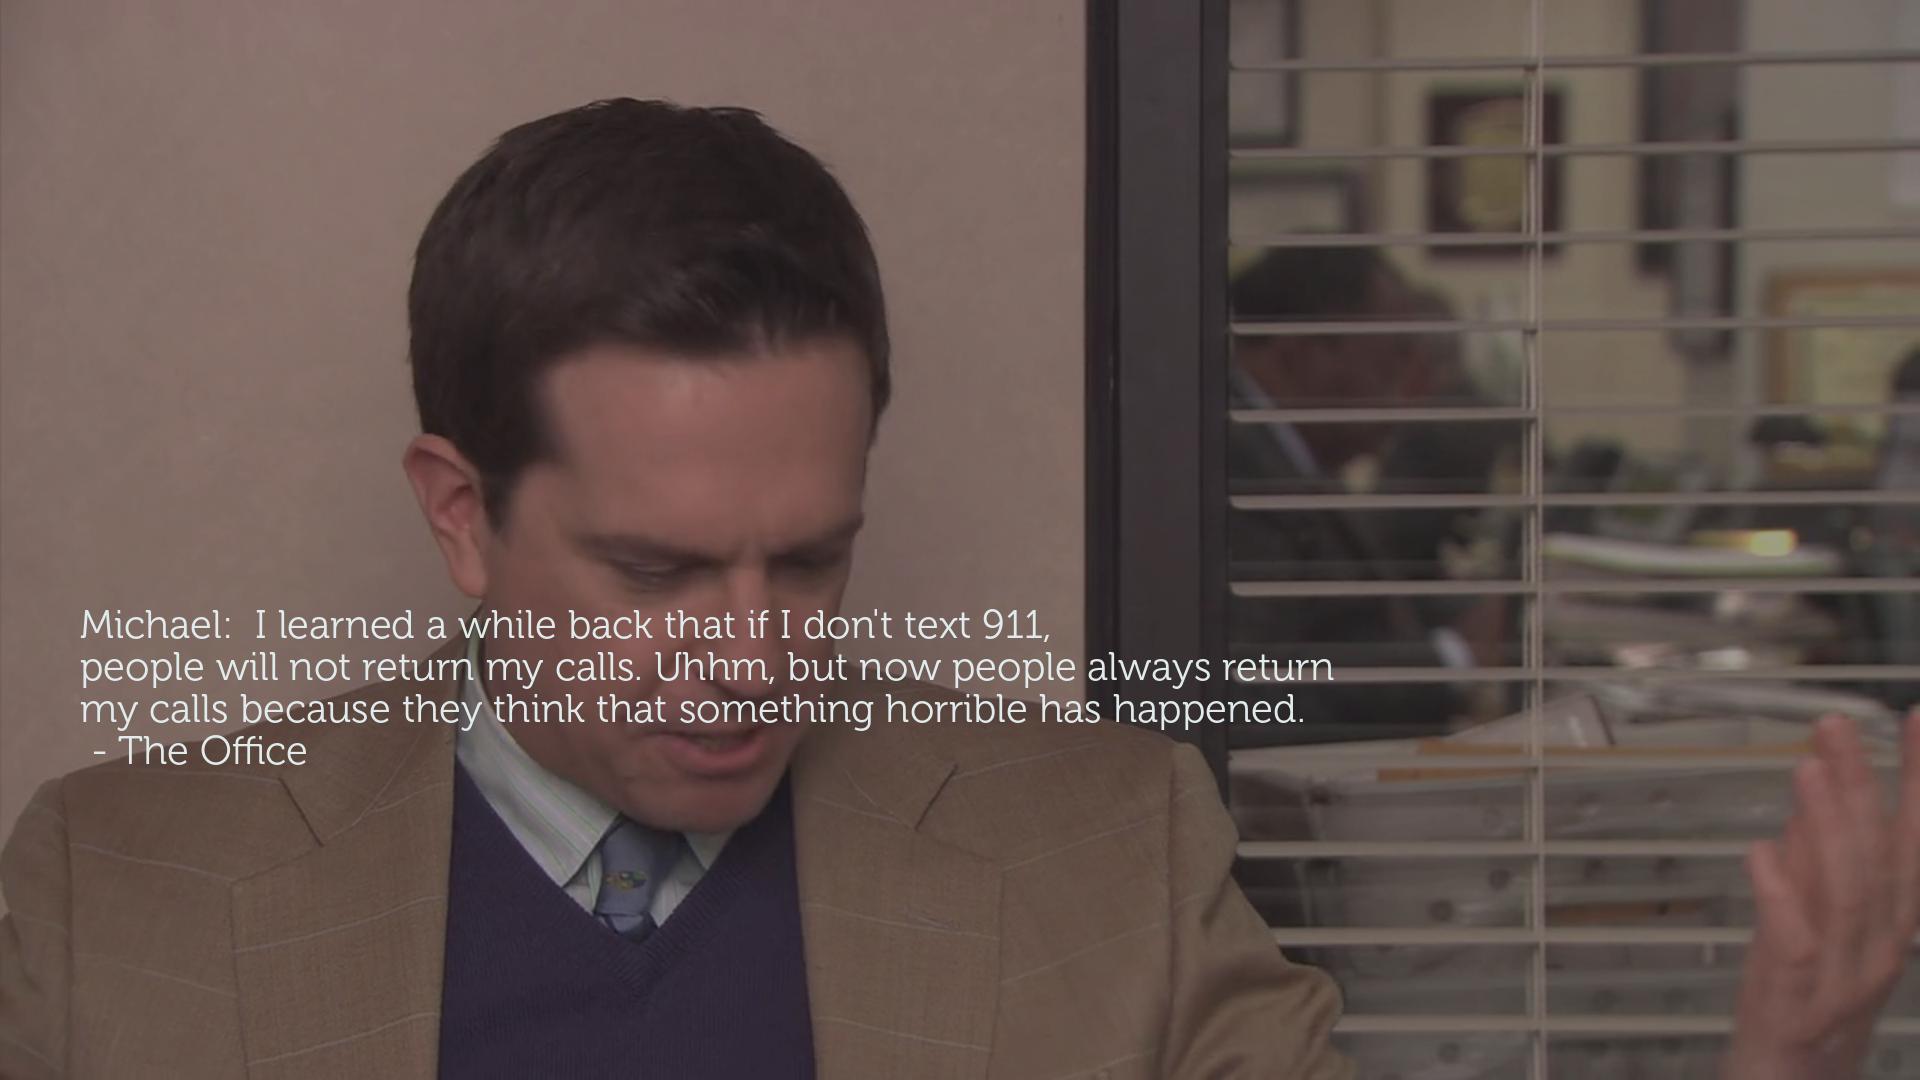 Michael:  I learned a while back that if I don't text 911,
people will not return my calls. Uhhm, but now people always return
my calls because they think that something horrible has happened.
- The Office